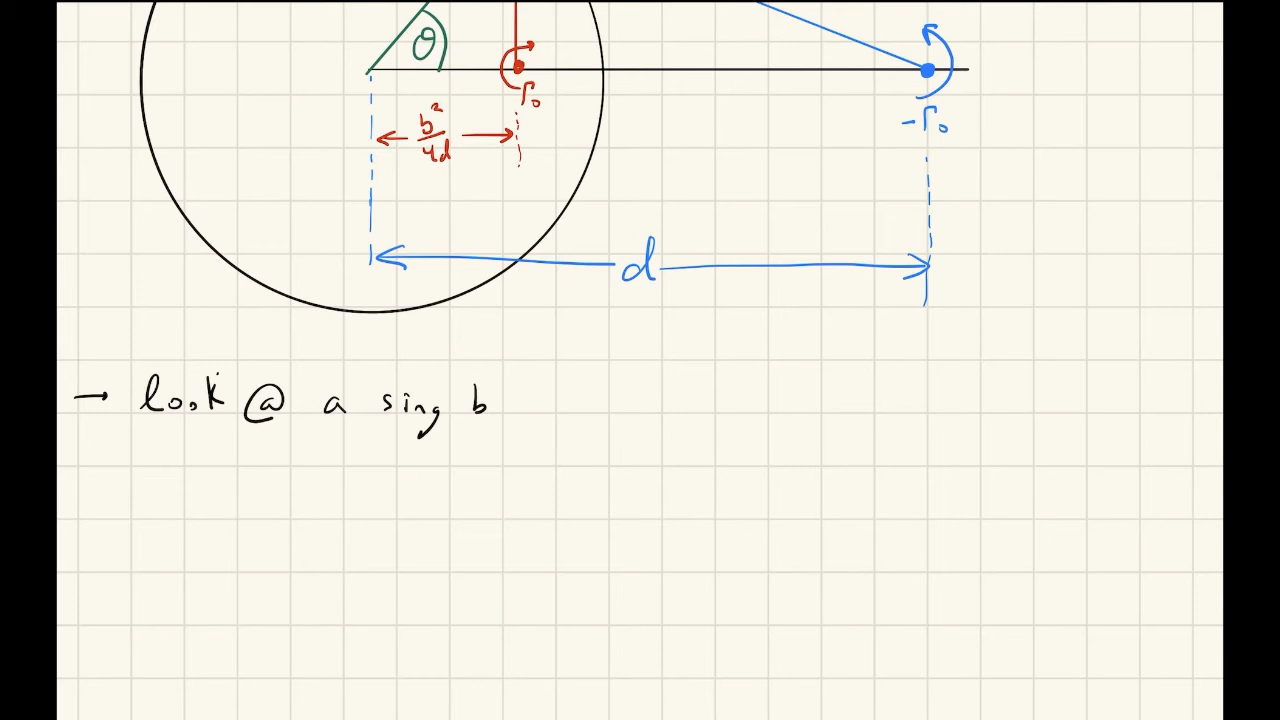 θ
Γ₀
b²/4d
-Γ₀
d
→ look @ a sing b